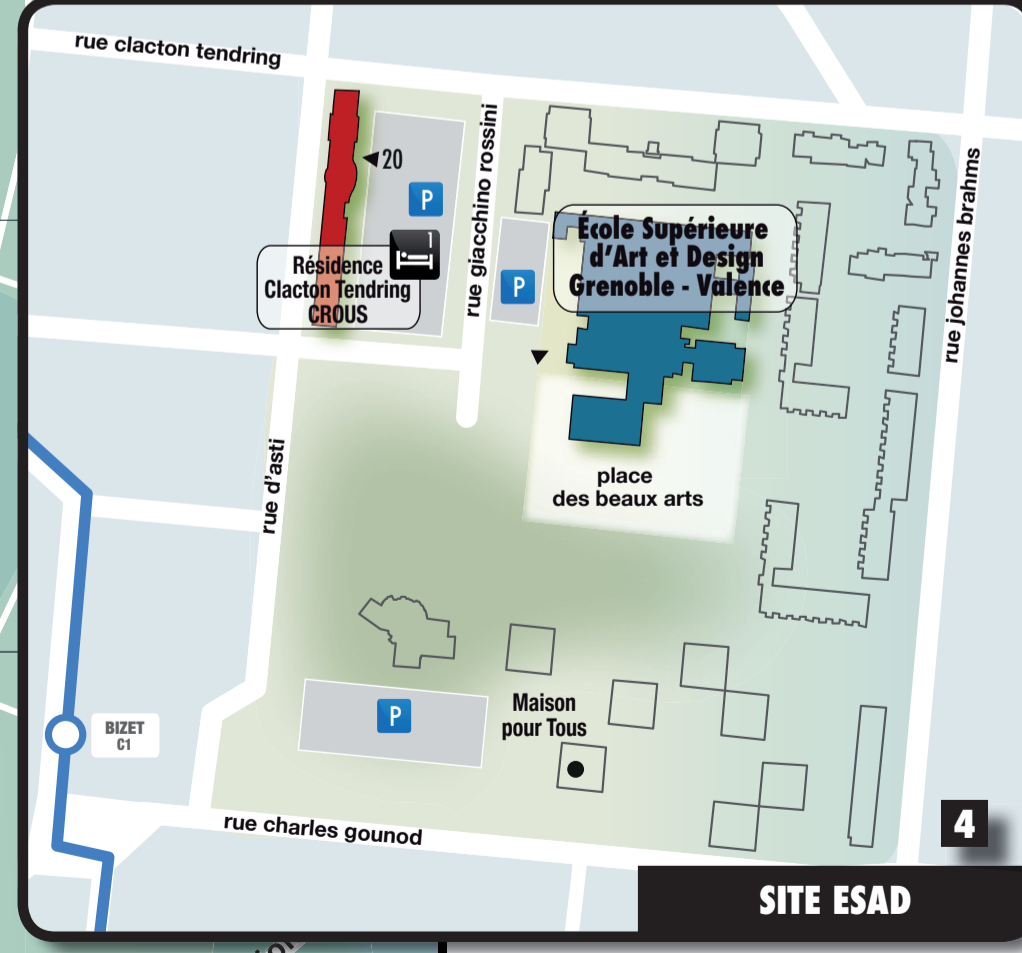 rue clacton tendring
20
P
1
Résidence
Clacton Tendring
CROUS
rue giacchino rossini
P
École Supérieure
d'Art et Design
Grenoble - Valence
rue johannes brahms
rue d'asti
place
des beaux arts
Maison
pour Tous
P
BIZET
C1
rue charles gounod
4
SITE ESAD